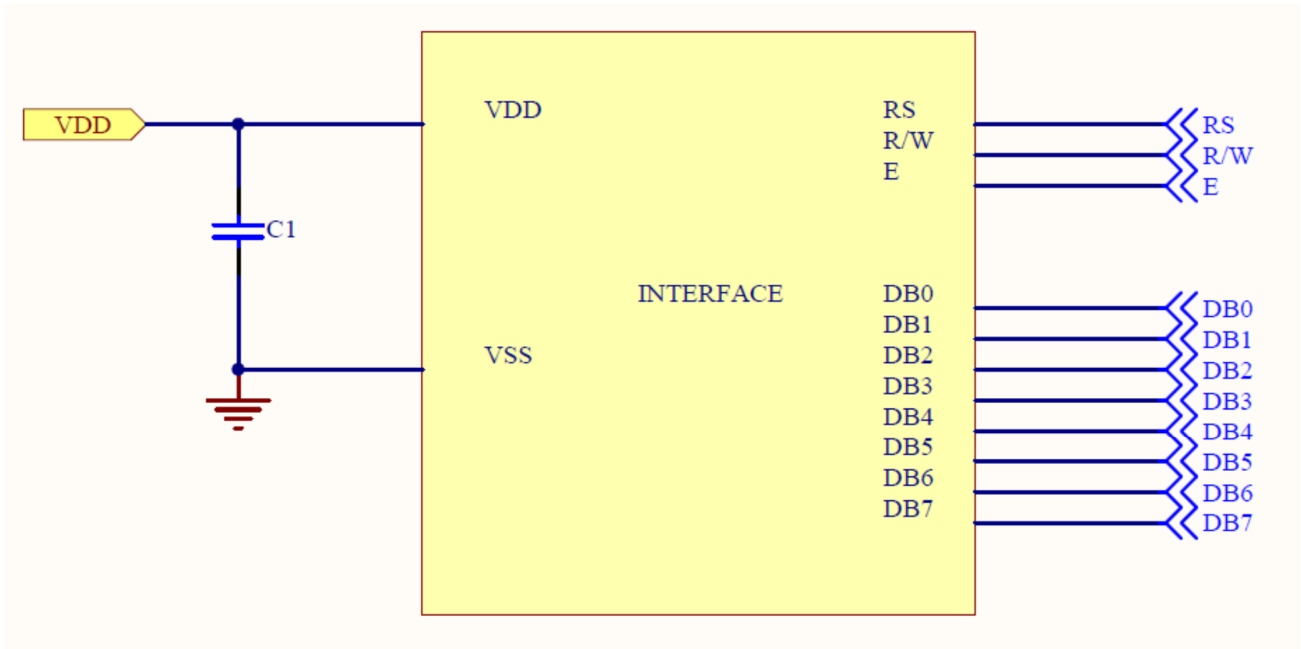 VDD
C1
VDD
VSS
INTERFACE
RS
R/W
E
DB0
DB1
DB2
DB3
DB4
DB5
DB6
DB7
RS
R/W
E
DB0
DB1
DB2
DB3
DB4
DB5
DB6
DB7